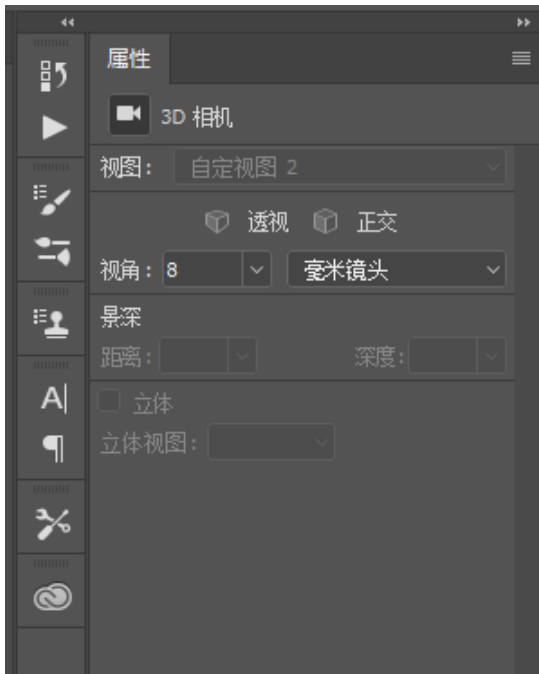 属性
3D 相机
视图: 自定视图 2
透视 正交
视角: 8 毫米镜头
景深
距离: 深度:
立体
立体视图: